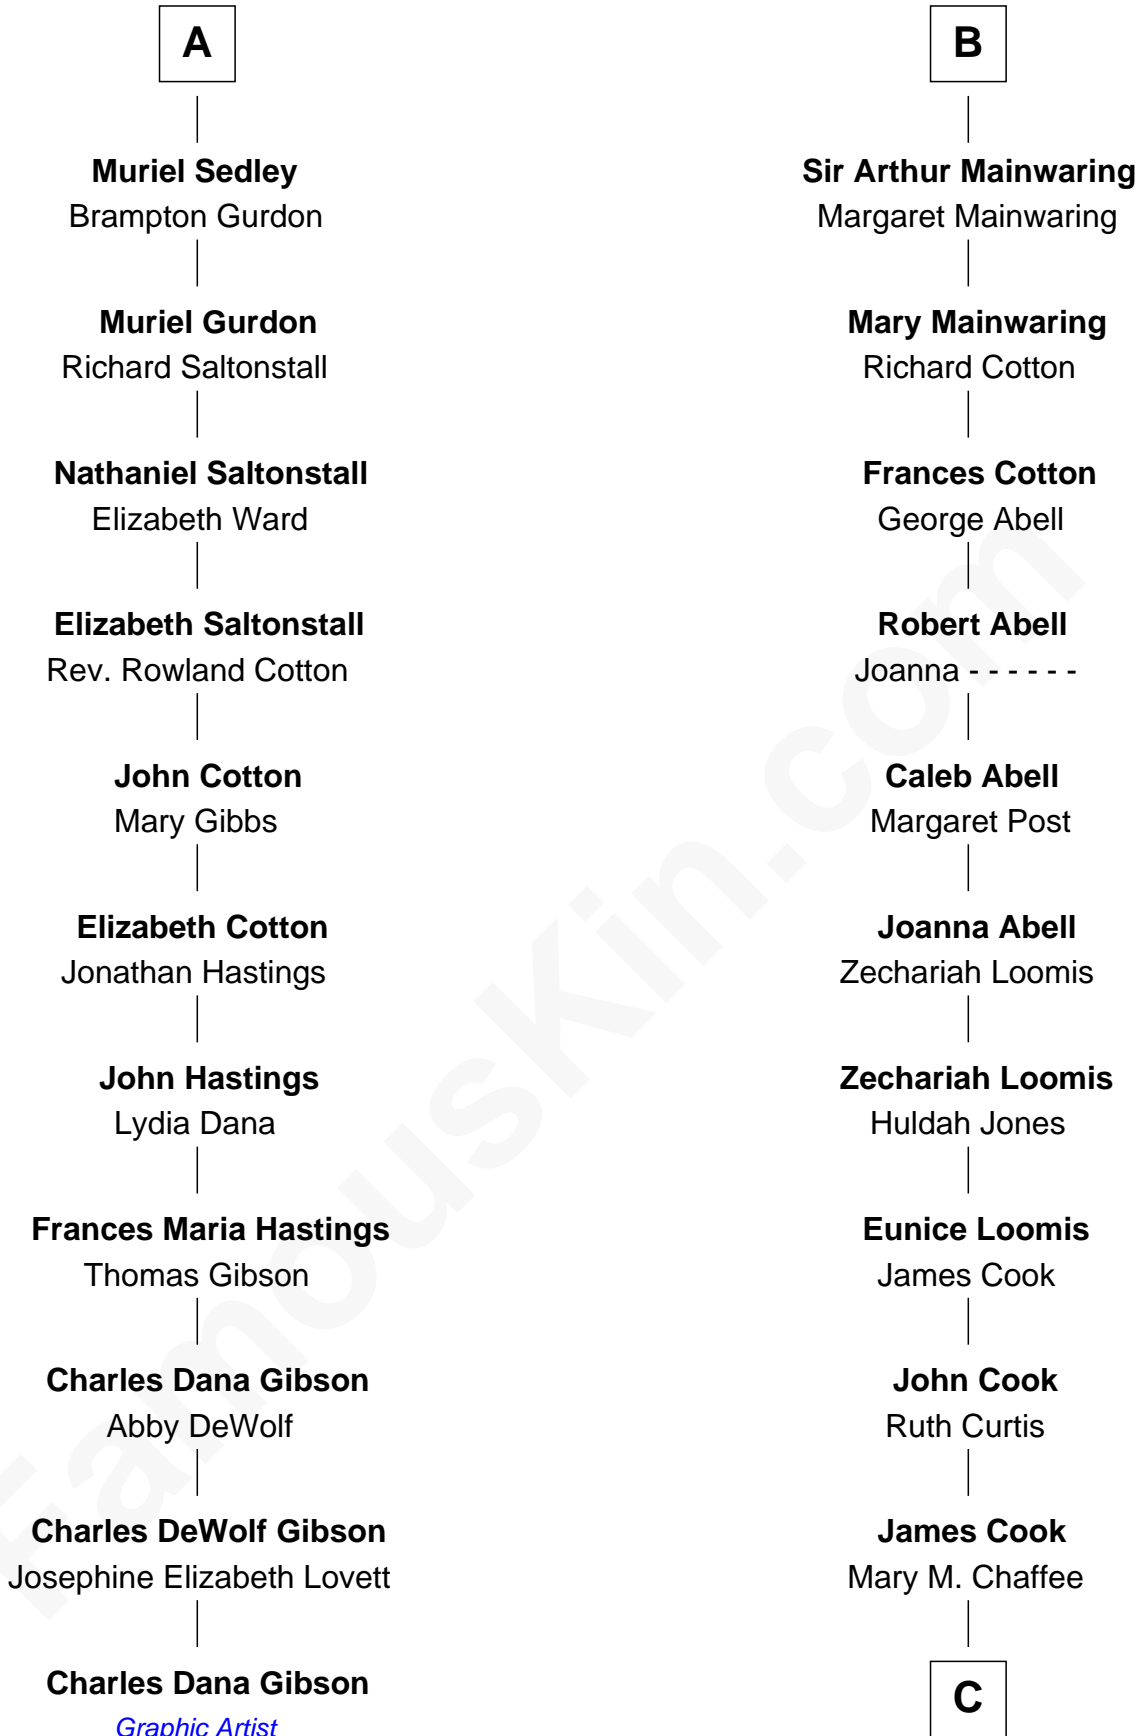 A
Muriel Sedley
Brampton Gurdon
Muriel Gurdon
Richard Saltonstall
Nathaniel Saltonstall
Elizabeth Ward
Elizabeth Saltonstall
Rev. Rowland Cotton
John Cotton
Mary Gibbs
Elizabeth Cotton
Jonathan Hastings
John Hastings
Lydia Dana
Frances Maria Hastings
Thomas Gibson
Charles Dana Gibson
Abby DeWolf
Charles DeWolf Gibson
Josephine Elizabeth Lovett
Charles Dana Gibson
Graphic Artist
B
Sir Arthur Mainwaring
Margaret Mainwaring
Mary Mainwaring
Richard Cotton
Frances Cotton
George Abell
Robert Abell
Joanna - - - - - -
Caleb Abell
Margaret Post
Joanna Abell
Zechariah Loomis
Zechariah Loomis
Huldah Jones
Eunice Loomis
James Cook
John Cook
Ruth Curtis
James Cook
Mary M. Chaffee
C
FamousKin.com